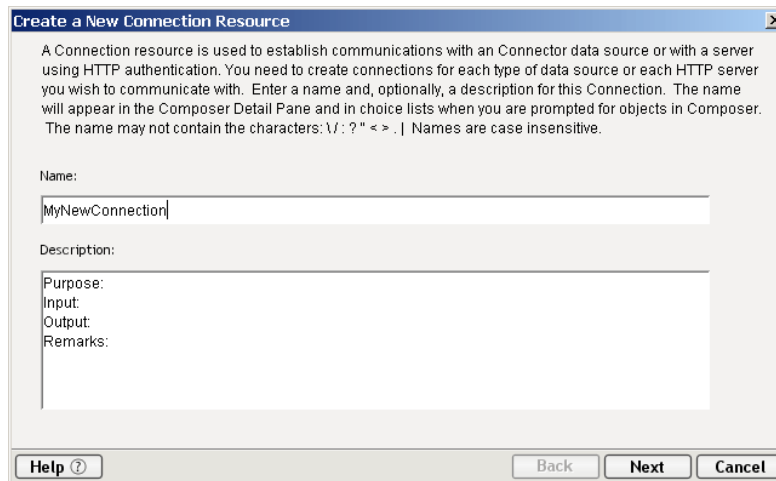 Create a New Connection Resource
A Connection resource is used to establish communications with an Connector data source or with a server
using HTTP authentication. You need to create connections for each type of data source or each HTTP server
you wish to communicate with. Enter a name and, optionally, a description for this Connection. The name
will appear in the Composer Detail Pane and in choice lists when you are prompted for objects in Composer.
The name may not contain the characters: \ / : ? " < > . | Names are case insensitive.
Name:
MyNewConnection
Description:
Purpose:
Input:
Output:
Remarks:
Help ? Back Next Cancel